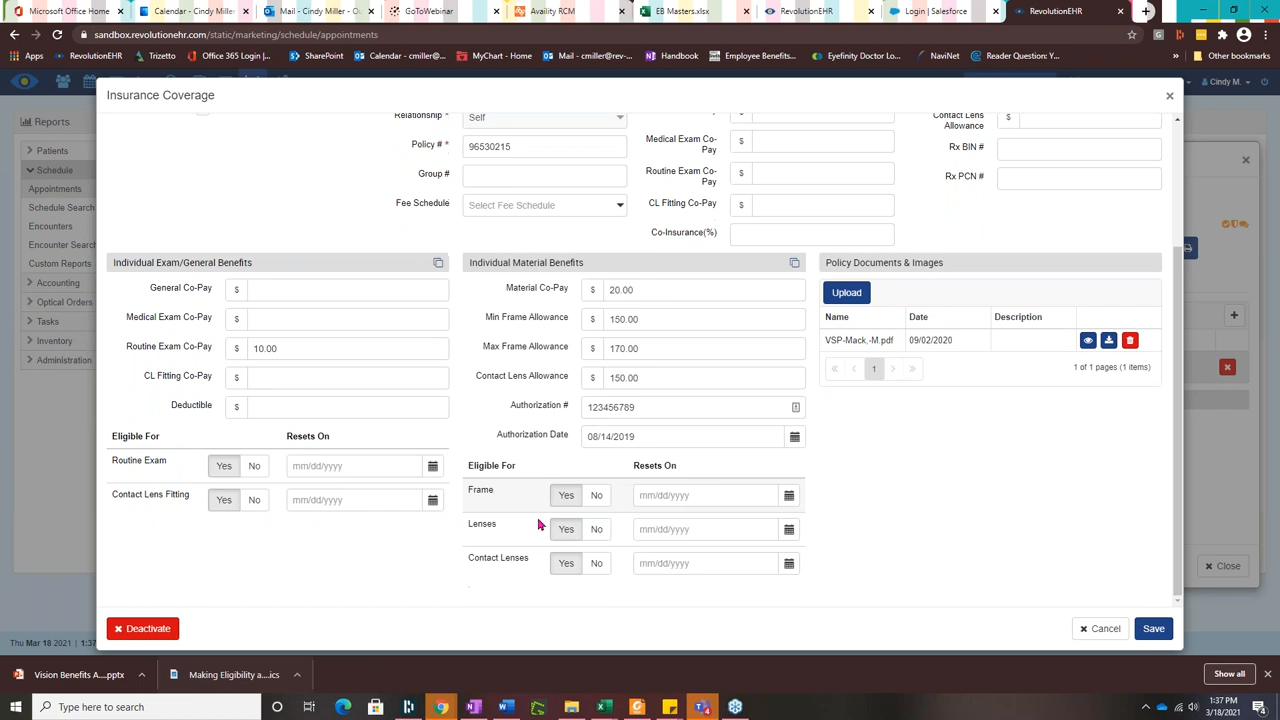 Microsoft Office Home
Calendar - Cindy Miller - O
Mail - Cindy Miller - Outlo
GoToWebinar
Availity RCM
EB Masters.xlsx
RevolutionEHR
Login | Salesforce
RevolutionEHR
sandbox.revolutionehr.com/static/marketing/schedule/appointments
Apps
RevolutionEHR
Trizetto
Office 365 Login |...
SharePoint
Calendar - cmiller@...
MyChart - Home
Mail - cmiller@rev-...
Handbook
Employee Benefits...
Eyefinity Doctor Lo...
NaviNet
Reader Question: Y...
Other bookmarks
Cindy M.
Insurance Coverage
Reports
Patients
Schedule
Appointments
Schedule Search
Encounters
Encounter Search
Custom Reports
Accounting
Optical Orders
Tasks
Inventory
Administration
Relationship *
Self
Policy # *
96530215
Group #
Fee Schedule
Select Fee Schedule
$
Medical Exam Co-Pay
$
Routine Exam Co-Pay
$
CL Fitting Co-Pay
$
Co-Insurance(%)
Contact Lens Allowance
$
Rx BIN #
Rx PCN #
Individual Exam/General Benefits
General Co-Pay
$
Medical Exam Co-Pay
$
Routine Exam Co-Pay
$ 10.00
CL Fitting Co-Pay
$
Deductible
$
Eligible For
Resets On
Routine Exam
Yes No
mm/dd/yyyy
Contact Lens Fitting
Yes No
mm/dd/yyyy
Individual Material Benefits
Material Co-Pay
$ 20.00
Min Frame Allowance
$ 150.00
Max Frame Allowance
$ 170.00
Contact Lens Allowance
$ 150.00
Authorization #
123456789
Authorization Date
08/14/2019
Eligible For
Resets On
Frame
Yes No
mm/dd/yyyy
Lenses
Yes No
mm/dd/yyyy
Contact Lenses
Yes No
mm/dd/yyyy
Policy Documents & Images
Upload
Name Date Description
VSP-Mack,-M.pdf 09/02/2020
1
1 of 1 pages (1 items)
Close
Deactivate
Cancel
Save
Thu Mar 18 2021 | 1:37
Vision Benefits A....pptx
Making Eligibility a...ics
Show all
Type here to search
1:37 PM
3/18/2021